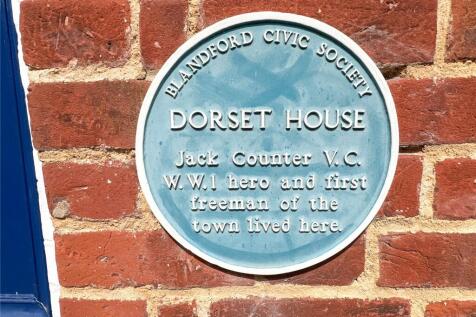 BLANDFORD CIVIC SOCIETY
DORSET HOUSE
Jack Counter V.C.
W.W.1 hero and first
freeman of the
town lived here.